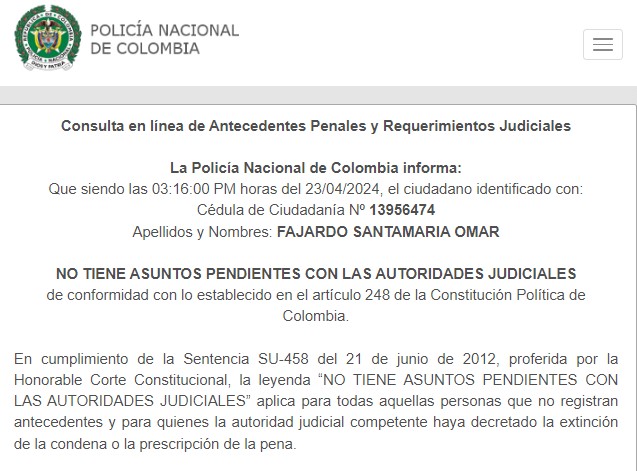 POLICÍA NACIONAL
DE COLOMBIA
Consulta en línea de Antecedentes Penales y Requerimientos Judiciales
La Policía Nacional de Colombia informa:
Que siendo las 03:16:00 PM horas del 23/04/2024, el ciudadano identificado con:
Cédula de Ciudadanía Nº 13956474
Apellidos y Nombres: FAJARDO SANTAMARIA OMAR
NO TIENE ASUNTOS PENDIENTES CON LAS AUTORIDADES JUDICIALES
de conformidad con lo establecido en el artículo 248 de la Constitución Política de
Colombia.
En cumplimiento de la Sentencia SU-458 del 21 de junio de 2012, proferida por la
Honorable Corte Constitucional, la leyenda “NO TIENE ASUNTOS PENDIENTES CON
LAS AUTORIDADES JUDICIALES” aplica para todas aquellas personas que no registran
antecedentes y para quienes la autoridad judicial competente haya decretado la extinción
de la condena o la prescripción de la pena.